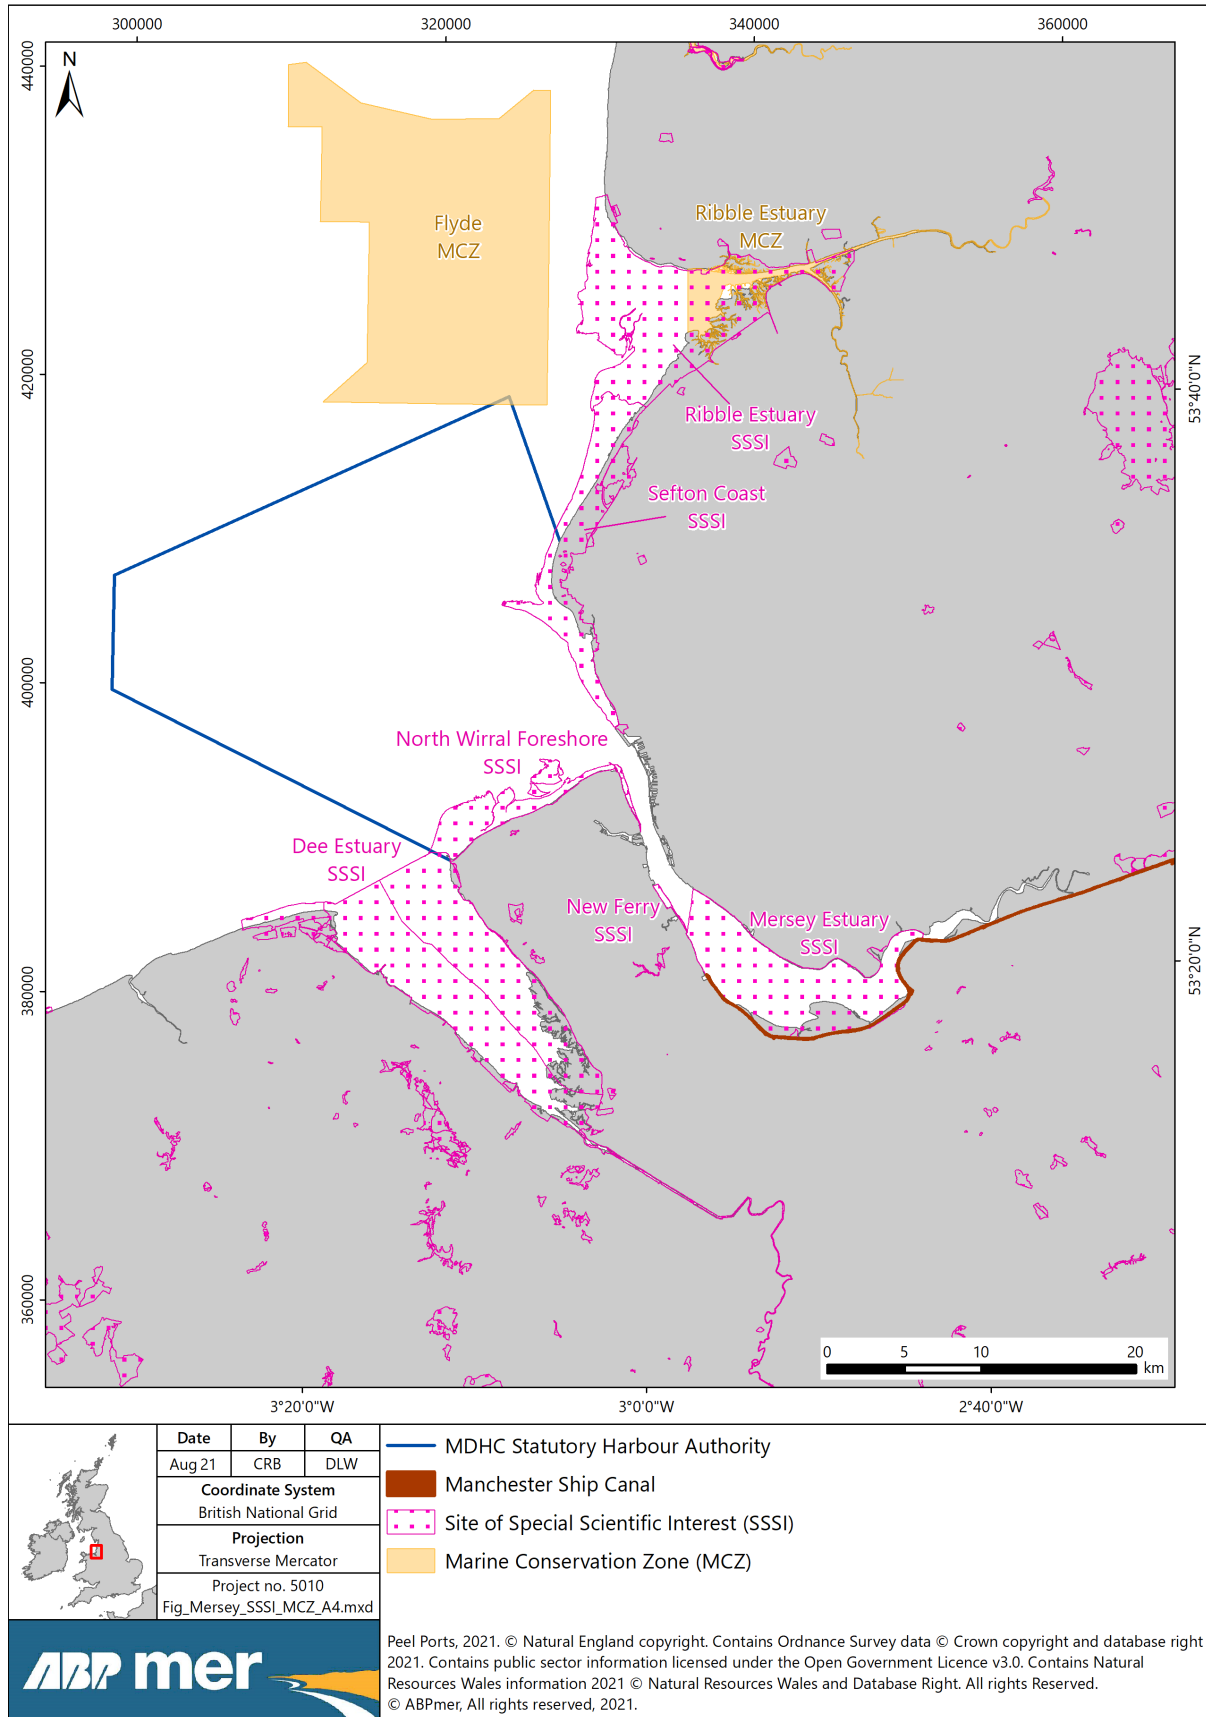 300000
320000
340000
360000
440000
420000
400000
380000
360000
N
Flyde
MCZ
Ribble Estuary
MCZ
Ribble Estuary
SSSI
Sefton Coast
SSSI
North Wirral Foreshore
SSSI
Dee Estuary
SSSI
New Ferry
SSSI
Mersey Estuary
SSSI
53°40'0"N
53°20'0"N
0 5 10 20
km
3°20'0"W
3°0'0"W
2°40'0"W
Date By QA
Aug 21 CRB DLW
Coordinate System
British National Grid
Projection
Transverse Mercator
Project no. 5010
Fig_Mersey_SSSI_MCZ_A4.mxd
MDHC Statutory Harbour Authority
Manchester Ship Canal
Site of Special Scientific Interest (SSSI)
Marine Conservation Zone (MCZ)
ABPmer
Peel Ports, 2021. © Natural England copyright. Contains Ordnance Survey data © Crown copyright and database right
2021. Contains public sector information licensed under the Open Government Licence v3.0. Contains Natural
Resources Wales information 2021 © Natural Resources Wales and Database Right. All rights Reserved.
© ABPmer, All rights reserved, 2021.